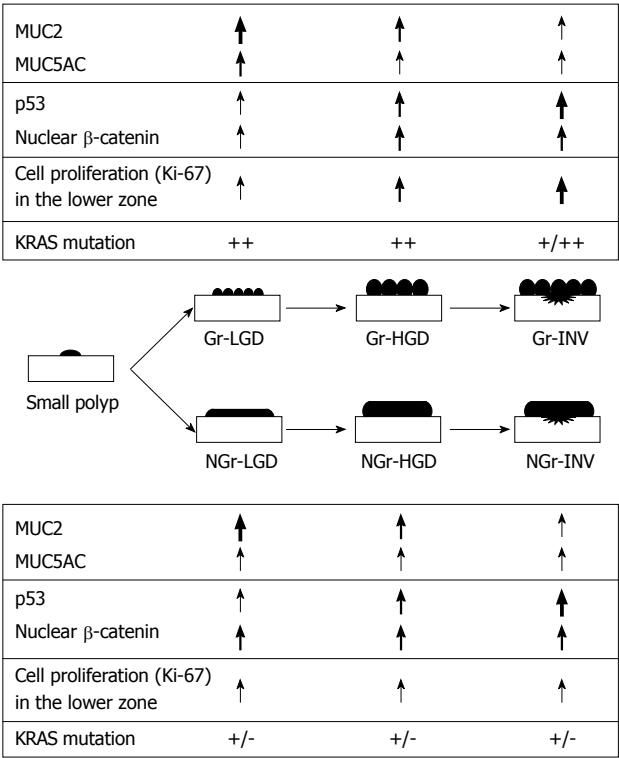 MUC2
MUC5AC
p53
Nuclear β-catenin
Cell proliferation (Ki-67)
in the lower zone
KRAS mutation ++ ++ +/++
Gr-LGD Gr-HGD Gr-INV
Small polyp
NGr-LGD NGr-HGD NGr-INV
MUC2
MUC5AC
p53
Nuclear β-catenin
Cell proliferation (Ki-67)
in the lower zone
KRAS mutation +/- +/- +/-